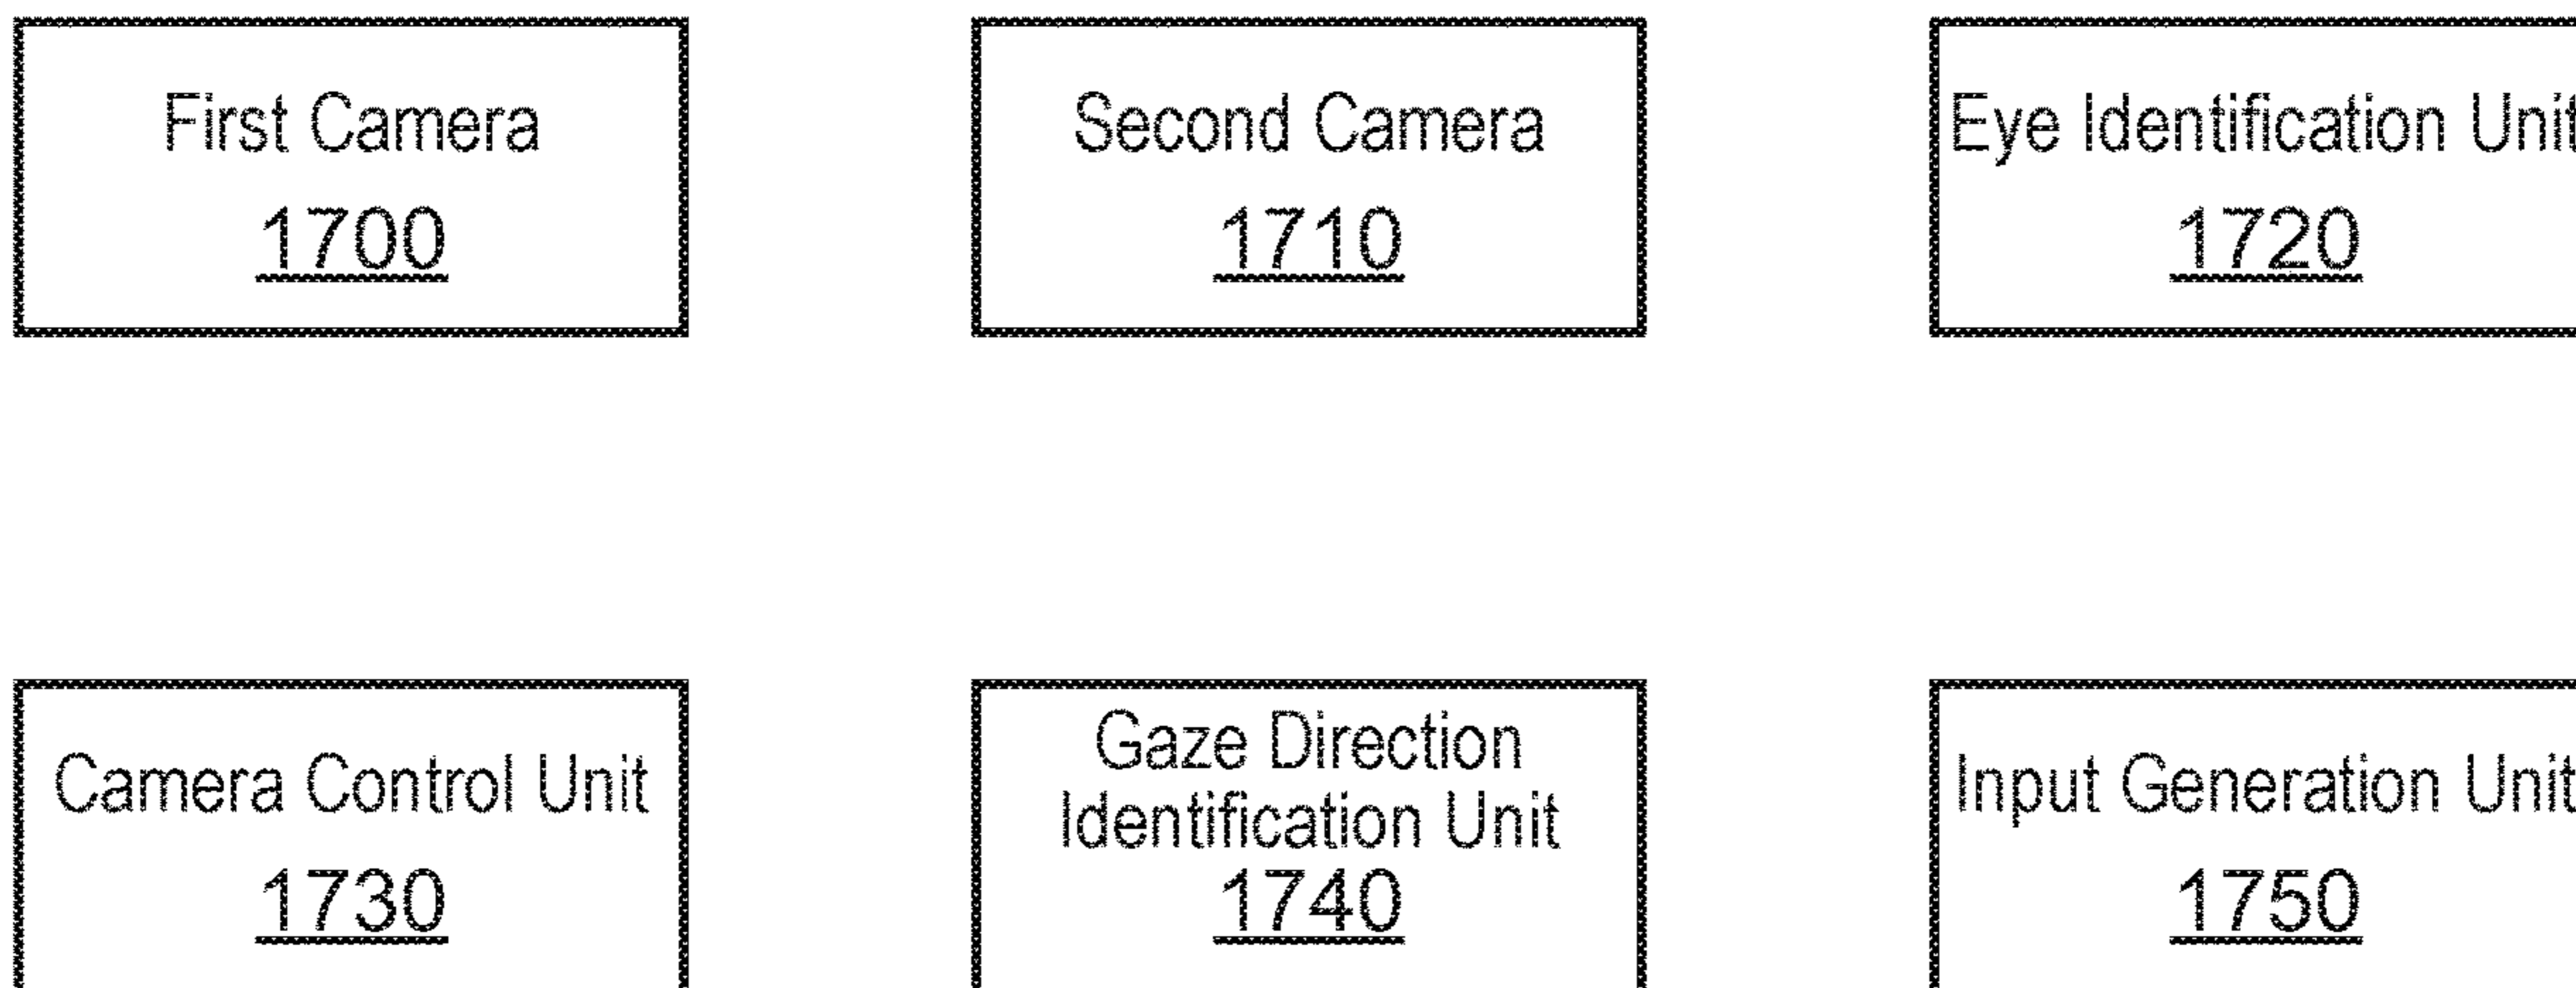 First Camera
1700
Second Camera
1710
Eye Identification Unit
1720
Camera Control Unit
1730
Gaze Direction
Identification Unit
1740
Input Generation Unit
1750